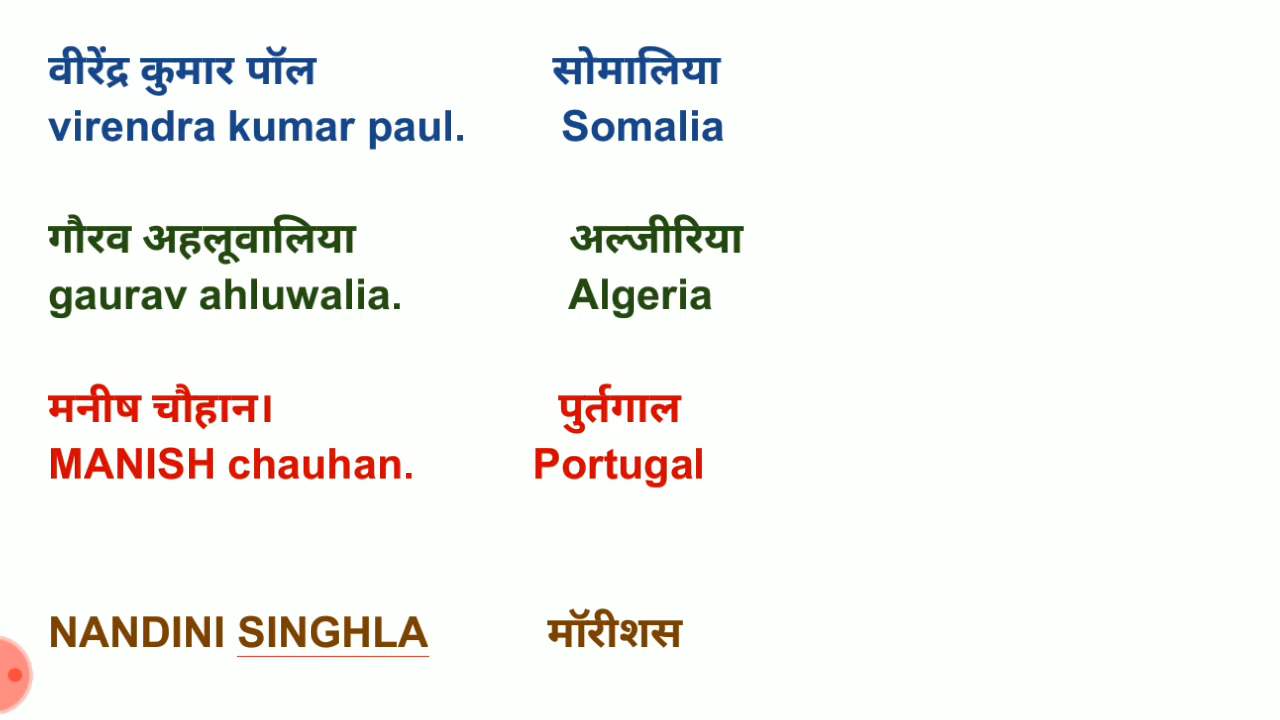 वीरेंद्र कुमार पॉल सोमालिया
virendra kumar paul. Somalia
गौरव अहलूवालिया अल्जीरिया
gaurav ahluwalia. Algeria
मनीष चौहान। पुर्तगाल
MANISH chauhan. Portugal
NANDINI SINGHLA मॉरीशस